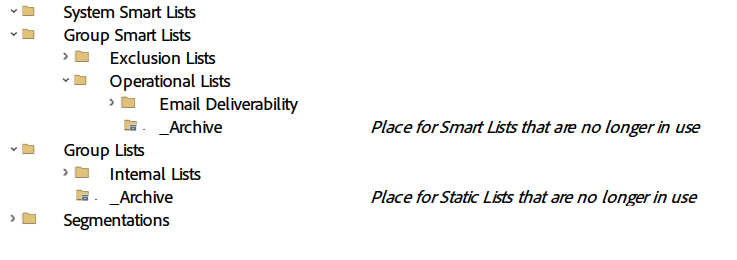 System Smart Lists
Group Smart Lists
Exclusion Lists
Operational Lists
Email Deliverability
_Archive Place for Smart Lists that are no longer in use
Group Lists
Internal Lists
_Archive Place for Static Lists that are no longer in use
Segmentations